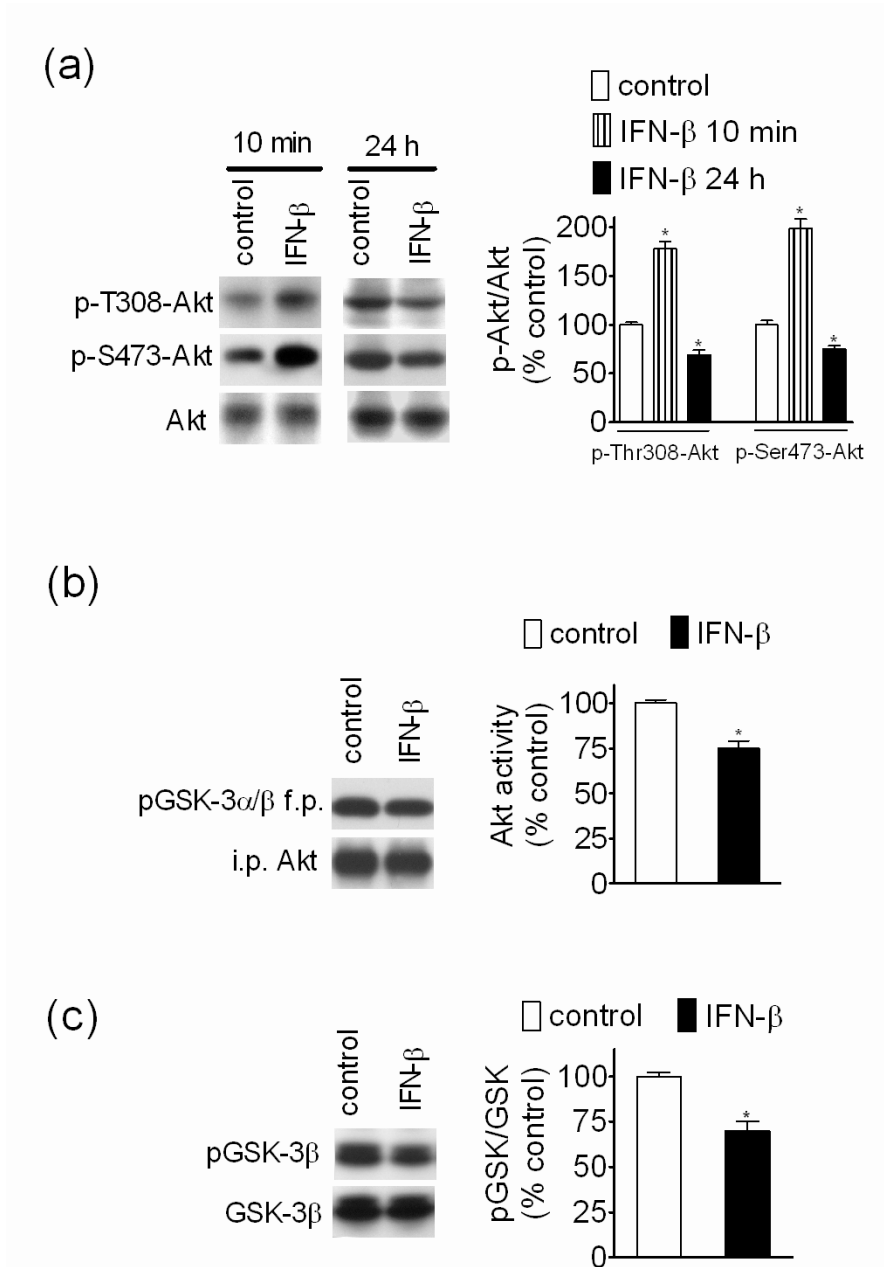 (a)
10 min
24 h
control
IFN-β
control
IFN-β
p-T308-Akt
p-S473-Akt
Akt
control
IFN-β 10 min
IFN-β 24 h
p-Akt/Akt
(% control)
200
150
100
50
0
*
*
*
*
p-Thr308-Akt
p-Ser473-Akt
(b)
control
IFN-β
pGSK-3α/β f.p.
i.p. Akt
control
IFN-β
Akt activity
(% control)
100
75
50
25
0
*
(c)
control
IFN-β
pGSK-3β
GSK-3β
control
IFN-β
pGSK/GSK
(% control)
100
75
50
25
0
*